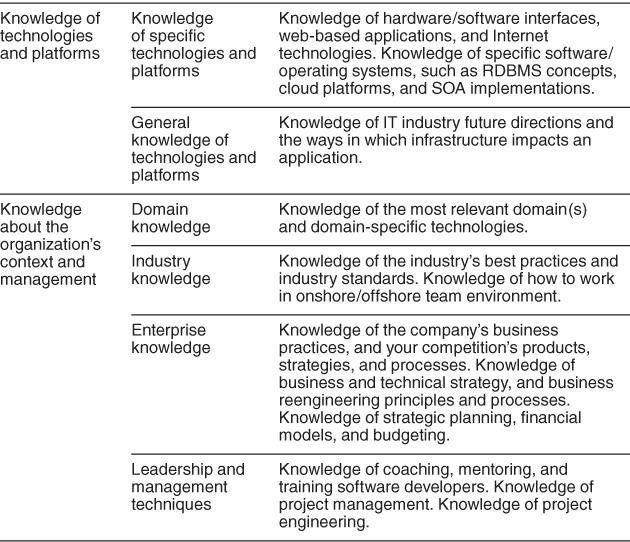 Knowledge of
technologies
and platforms
Knowledge
of specific
technologies and
platforms
Knowledge of hardware/software interfaces,
web-based applications, and Internet
technologies. Knowledge of specific software/
operating systems, such as RDBMS concepts,
cloud platforms, and SOA implementations.
General
knowledge of
technologies and
platforms
Knowledge of IT industry future directions and
the ways in which infrastructure impacts an
application.
Knowledge
about the
organization’s
context and
management
Domain
knowledge
Knowledge of the most relevant domain(s)
and domain-specific technologies.
Industry
knowledge
Knowledge of the industry’s best practices and
industry standards. Knowledge of how to work
in onshore/offshore team environment.
Enterprise
knowledge
Knowledge of the company’s business
practices, and your competition’s products,
strategies, and processes. Knowledge of
business and technical strategy, and business
reengineering principles and processes.
Knowledge of strategic planning, financial
models, and budgeting.
Leadership and
management
techniques
Knowledge of coaching, mentoring, and
training software developers. Knowledge of
project management. Knowledge of project
engineering.